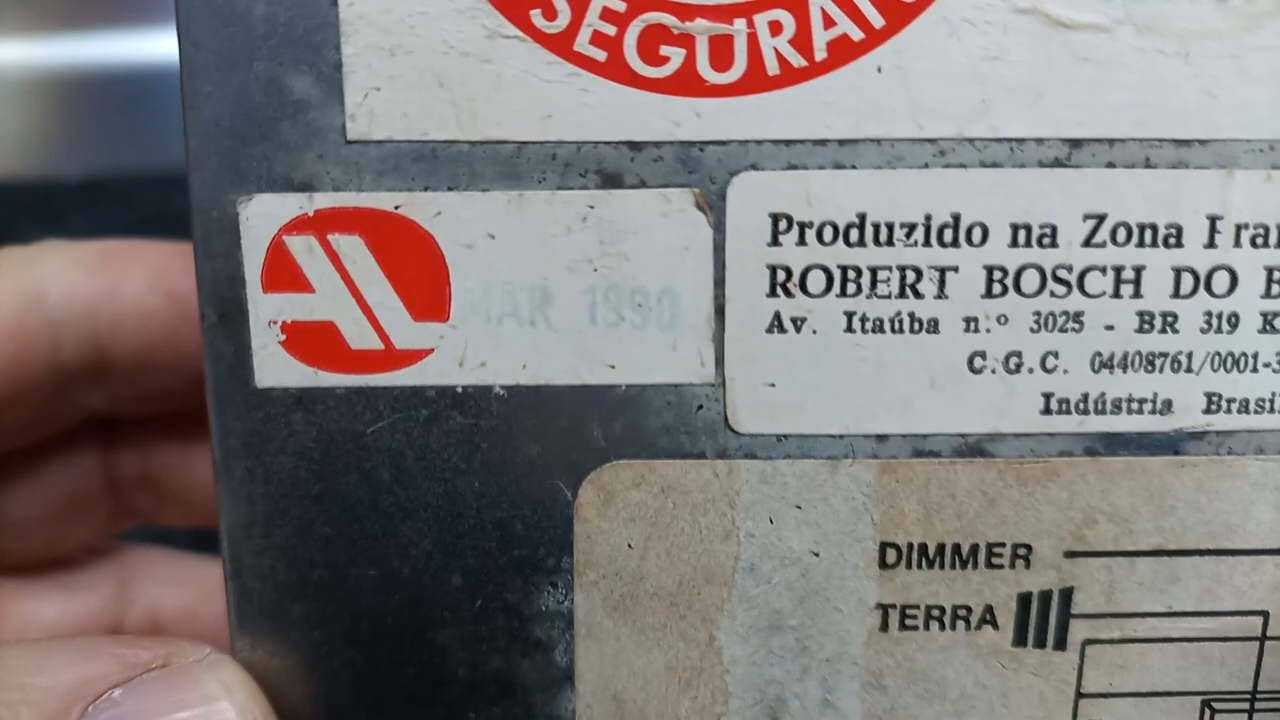 SEGURAN
MAR 1990
Produzido na Zona Fran
ROBERT BOSCH DO B
Av. Itaúba n.º 3025 - BR 319 K
C.G.C. 04408761/0001-3
Indústria Brasil
DIMMER
TERRA